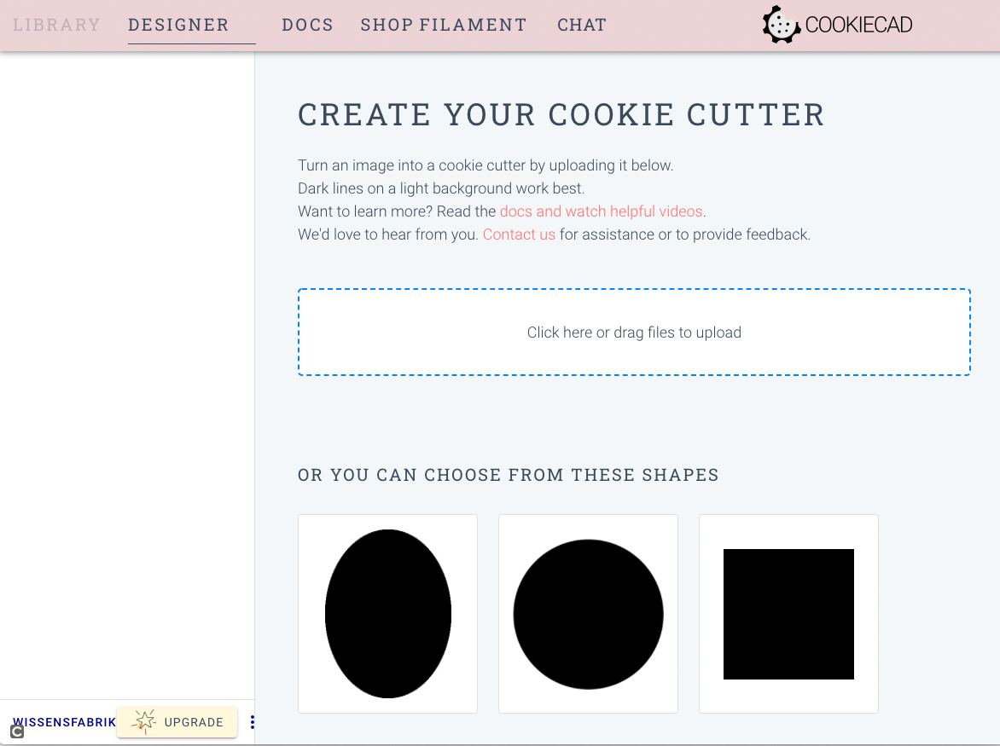 LIBRARY
DESIGNER
DOCS
SHOP FILAMENT
CHAT
COOKIECAD
CREATE YOUR COOKIE CUTTER
Turn an image into a cookie cutter by uploading it below.
Dark lines on a light background work best.
Want to learn more? Read the docs and watch helpful videos.
We'd love to hear from you. Contact us for assistance or to provide feedback.
Click here or drag files to upload
OR YOU CAN CHOOSE FROM THESE SHAPES
WISSENSFABRIK
UPGRADE
C